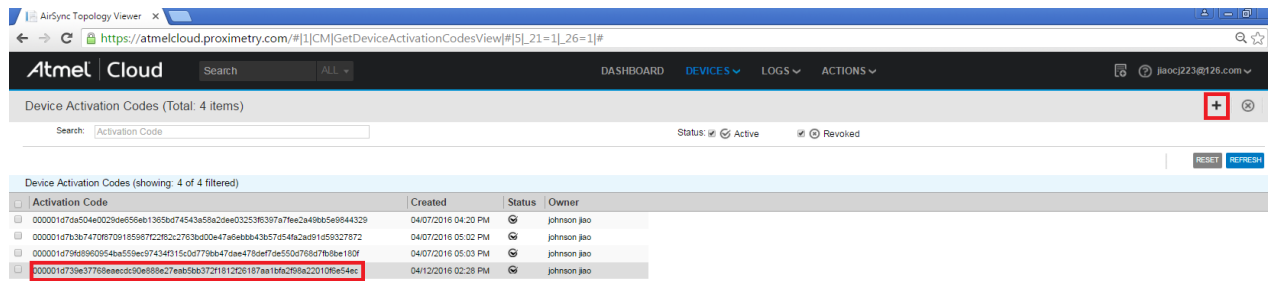 AirSync Topology Viewer
https://atmelcloud.proximetry.com/#|1|CM|GetDeviceActivationCodesView|#|5|_21=1|_26=1|#
Atmel Cloud Search ALL DASHBOARD DEVICES LOGS ACTIONS jiaocj223@126.com
Device Activation Codes (Total: 4 items)
Search: Activation Code Status: Active Revoked
RESET REFRESH
Device Activation Codes (showing: 4 of 4 filtered)
Activation Code Created Status Owner
000001d7da504e0029de656eb1365bd74543a58a2dee03253f6397a7fee2a49bb5e9844329 04/07/2016 04:20 PM johnson jiao
000001d7b3b7470f8709185987f22f82c2763bd00e47a6ebbb43b57d54fa2ad91d59327872 04/07/2016 05:02 PM johnson jiao
000001d79fd8960954ba559ec97434f315c0d779bb47dae478def7de550d768d7fb8be180f 04/07/2016 05:03 PM johnson jiao
000001d739e37768eaecdc90e888e27eab5bb372f1812f26187aa1bfa2f98a22010f6e54ec 04/12/2016 02:28 PM johnson jiao